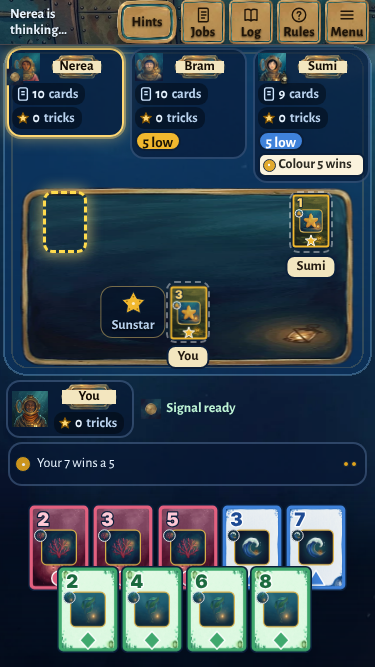 Nerea is
thinking...
Hints
Jobs
Log
Rules
Menu
Nerea
10 cards
0 tricks
Bram
10 cards
0 tricks
5 low
Sumi
9 cards
0 tricks
5 low
Colour 5 wins
1
Sumi
Sunstar
3
You
You
0 tricks
Signal ready
Your 7 wins a 5
2
3
5
3
7
2
4
6
8